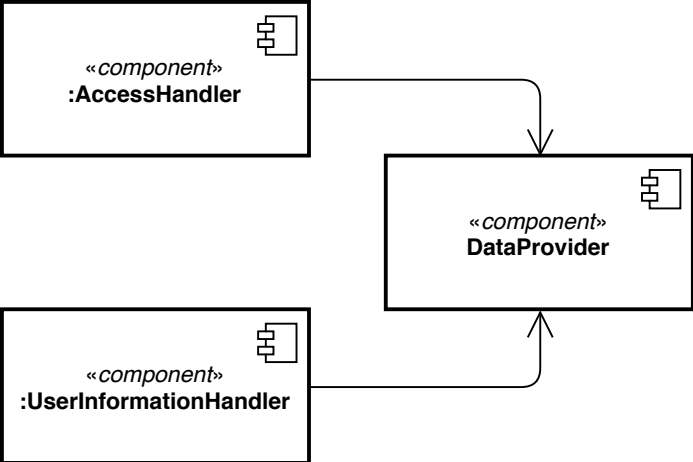 «component»
:AccessHandler
«component»
DataProvider
«component»
:UserInformationHandler